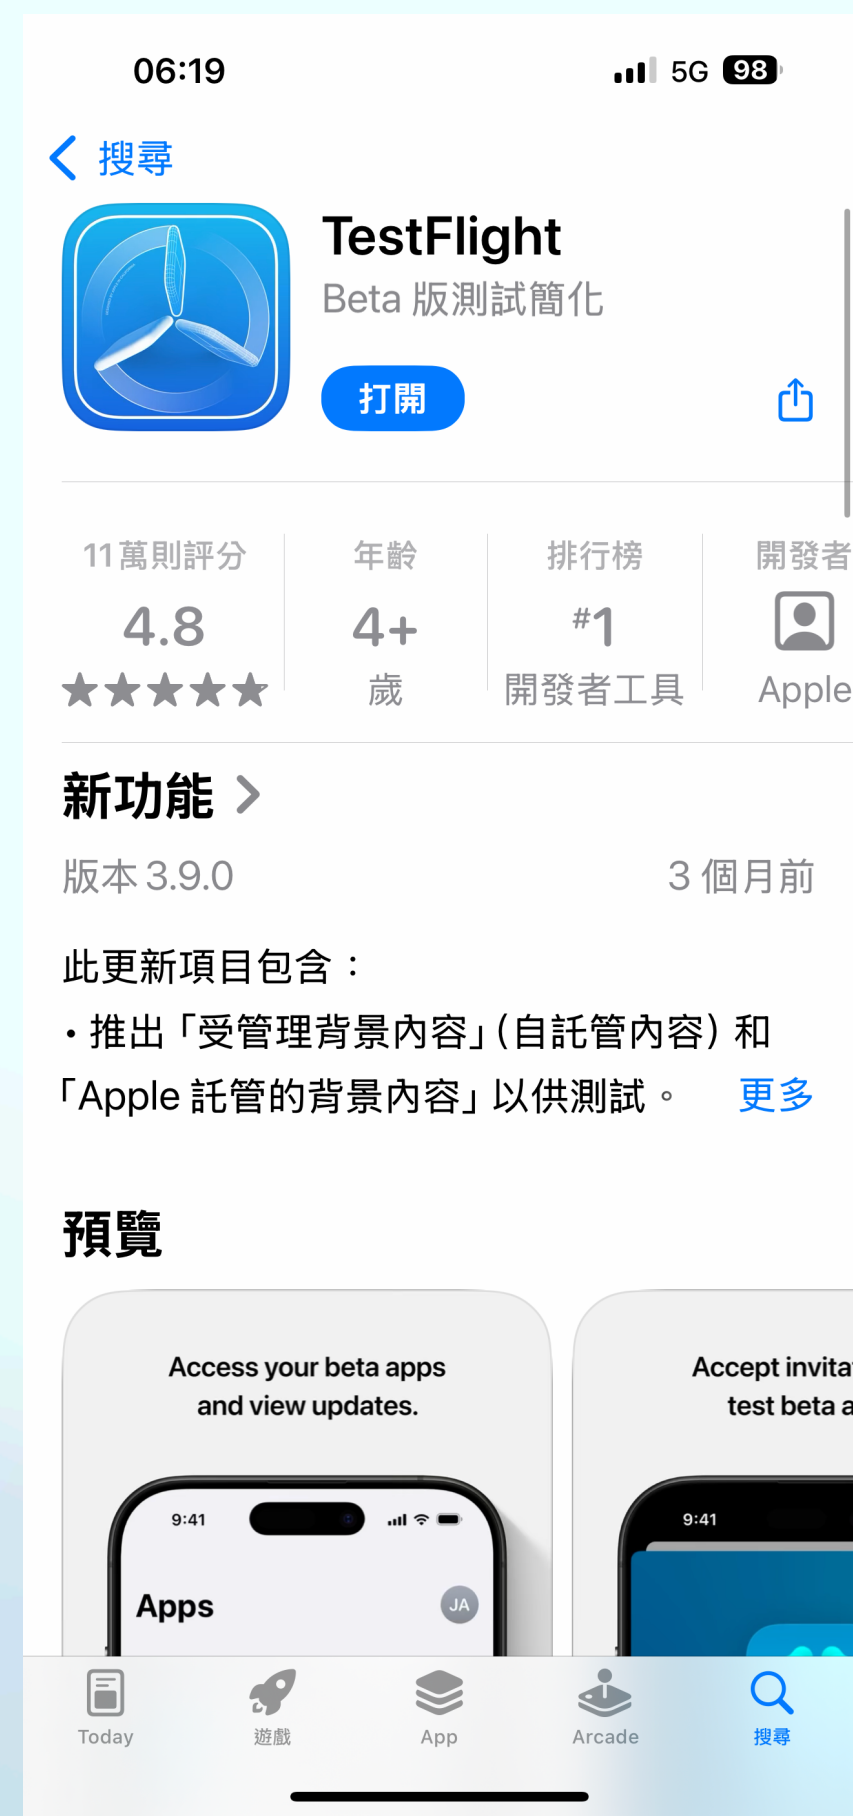 06:19
5G 98
搜尋
TestFlight
Beta 版測試簡化
打開
11 萬則評分
4.8
年齡
4+
歲
排行榜
#1
開發者工具
開發者
Apple
新功能
版本 3.9.0
3 個月前
此更新項目包含：
• 推出「受管理背景內容」（自託管內容）和
「Apple 託管的背景內容」以供測試。 更多
預覽
Access your beta apps
and view updates.
9:41
Apps
JA
Accept invita
test beta a
9:41
Today
遊戲
App
Arcade
搜尋